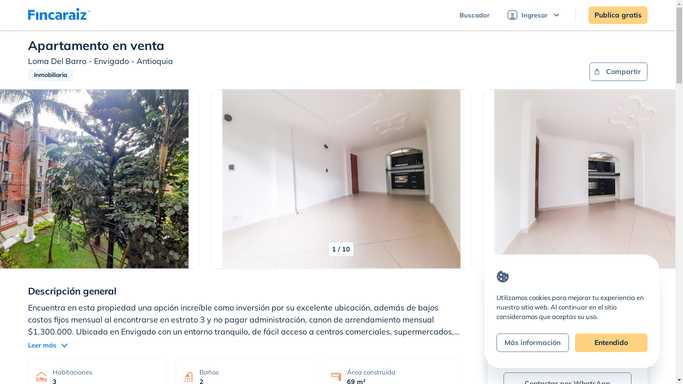 Fincaraiz
Buscador
Ingresar
Publica gratis
Apartamento en venta
Loma Del Barro - Envigado - Antioquia
Inmobiliaria
Compartir
1 / 10
Descripción general
Encuentra en esta propiedad una opción increíble como inversión por su excelente ubicación, además de bajos
costos fijos mensual al encontrarse en estrato 3 y no pagar administración, canon de arrendamiento mensual
$1.300.000. Ubicada en Envigado con un entorno tranquilo, de fácil acceso a centros comerciales, supermercados,...
Leer más
Habitaciones
3
Baños
2
Área construida
69 m²
Utilizamos cookies para mejorar tu experiencia en
nuestro sitio web. Al continuar en el sitio
consideramos que aceptas su uso.
Más información
Entendido
Contactar por WhatsApp